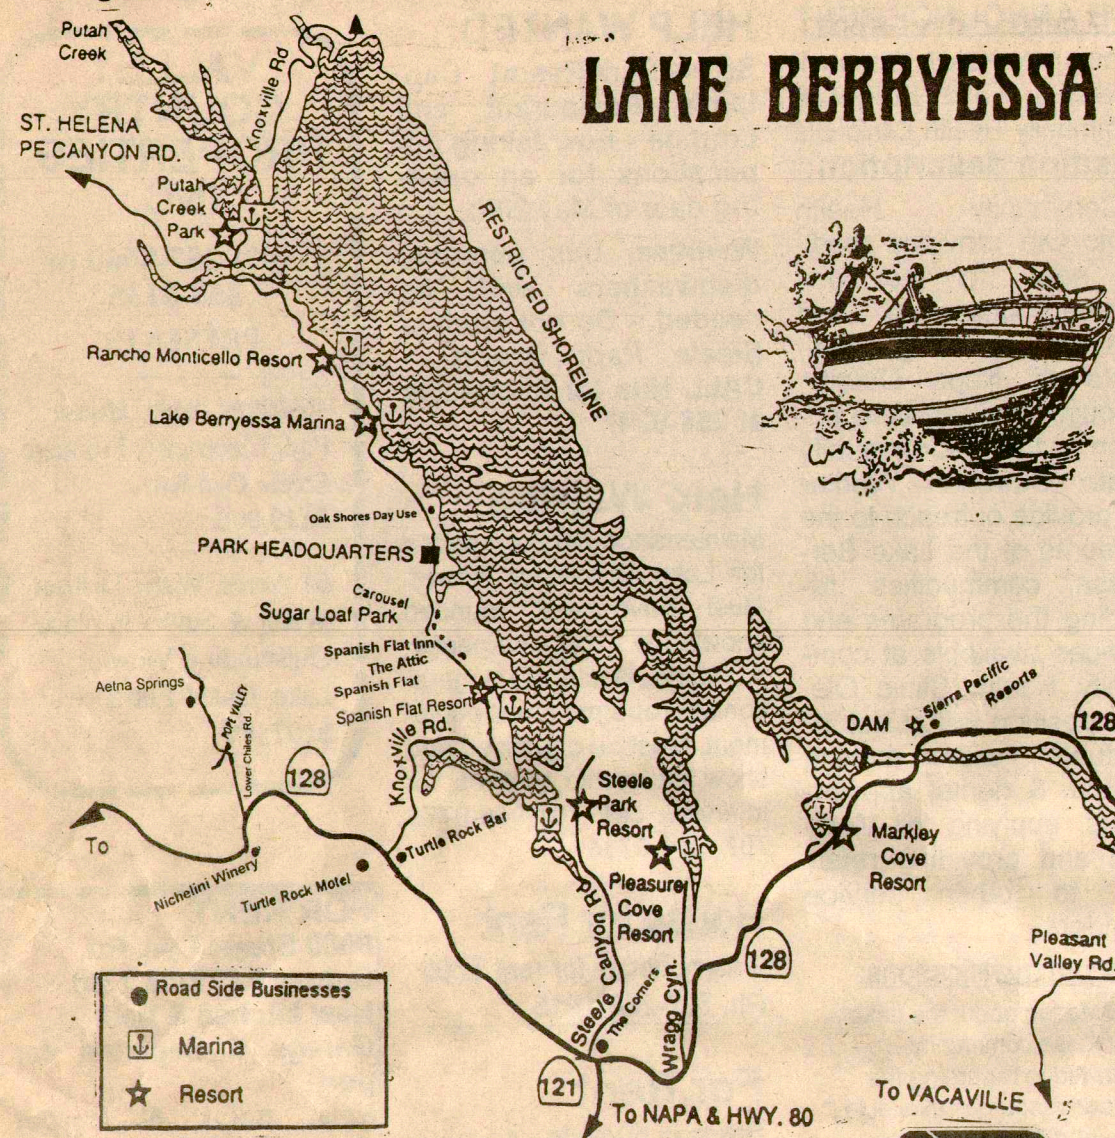 LAKE BERRYESSA
Putah
Creek
Knoxville Rd
ST. HELENA
PE CANYON RD.
Putah
Creek
Park
RESTRICTED SHORELINE
Rancho Monticello Resort
Lake Berryessa Marina
Oak Shores Day Use
PARK HEADQUARTERS
Carousel
Sugar Loaf Park
Spanish Flat Inn
The Attic
Spanish Flat
Spanish Flat Resort
Knoxville Rd.
Aetna Springs
POPE VALLEY
Lower Chiles Rd.
128
To
Nichelini Winery
Turtle Rock Motel
Turtle Rock Bar
Steele
Park
Resort
Pleasure
Cove
Resort
DAM
Sierra Pacific
Resorts
128
Markley
Cove
Resort
128
Steele Canyon Rd
The Corners
Wragg Cyn.
Pleasant
Valley Rd.
Road Side Businesses
Marina
Resort
121
To NAPA & HWY. 80
To VACAVILLE